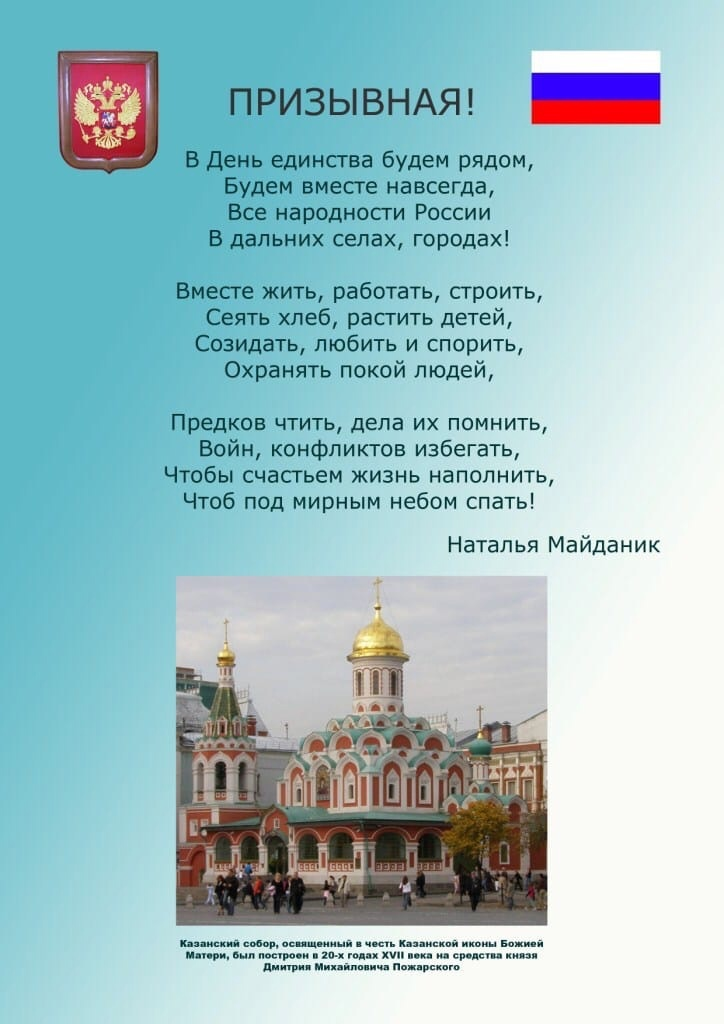 ПРИЗЫВНАЯ!
В День единства будем рядом,
Будем вместе навсегда,
Все народности России
В дальних селах, городах!
Вместе жить, работать, строить,
Сеять хлеб, растить детей,
Созидать, любить и спорить,
Охранять покой людей,
Предков чтить, дела их помнить,
Войн, конфликтов избегать,
Чтобы счастьем жизнь наполнить,
Чтоб под мирным небом спать!
Наталья Майданик
Казанский собор, освященный в честь Казанской иконы Божией
Матери, был построен в 20-х годах XVII века на средства князя
Дмитрия Михайловича Пожарского